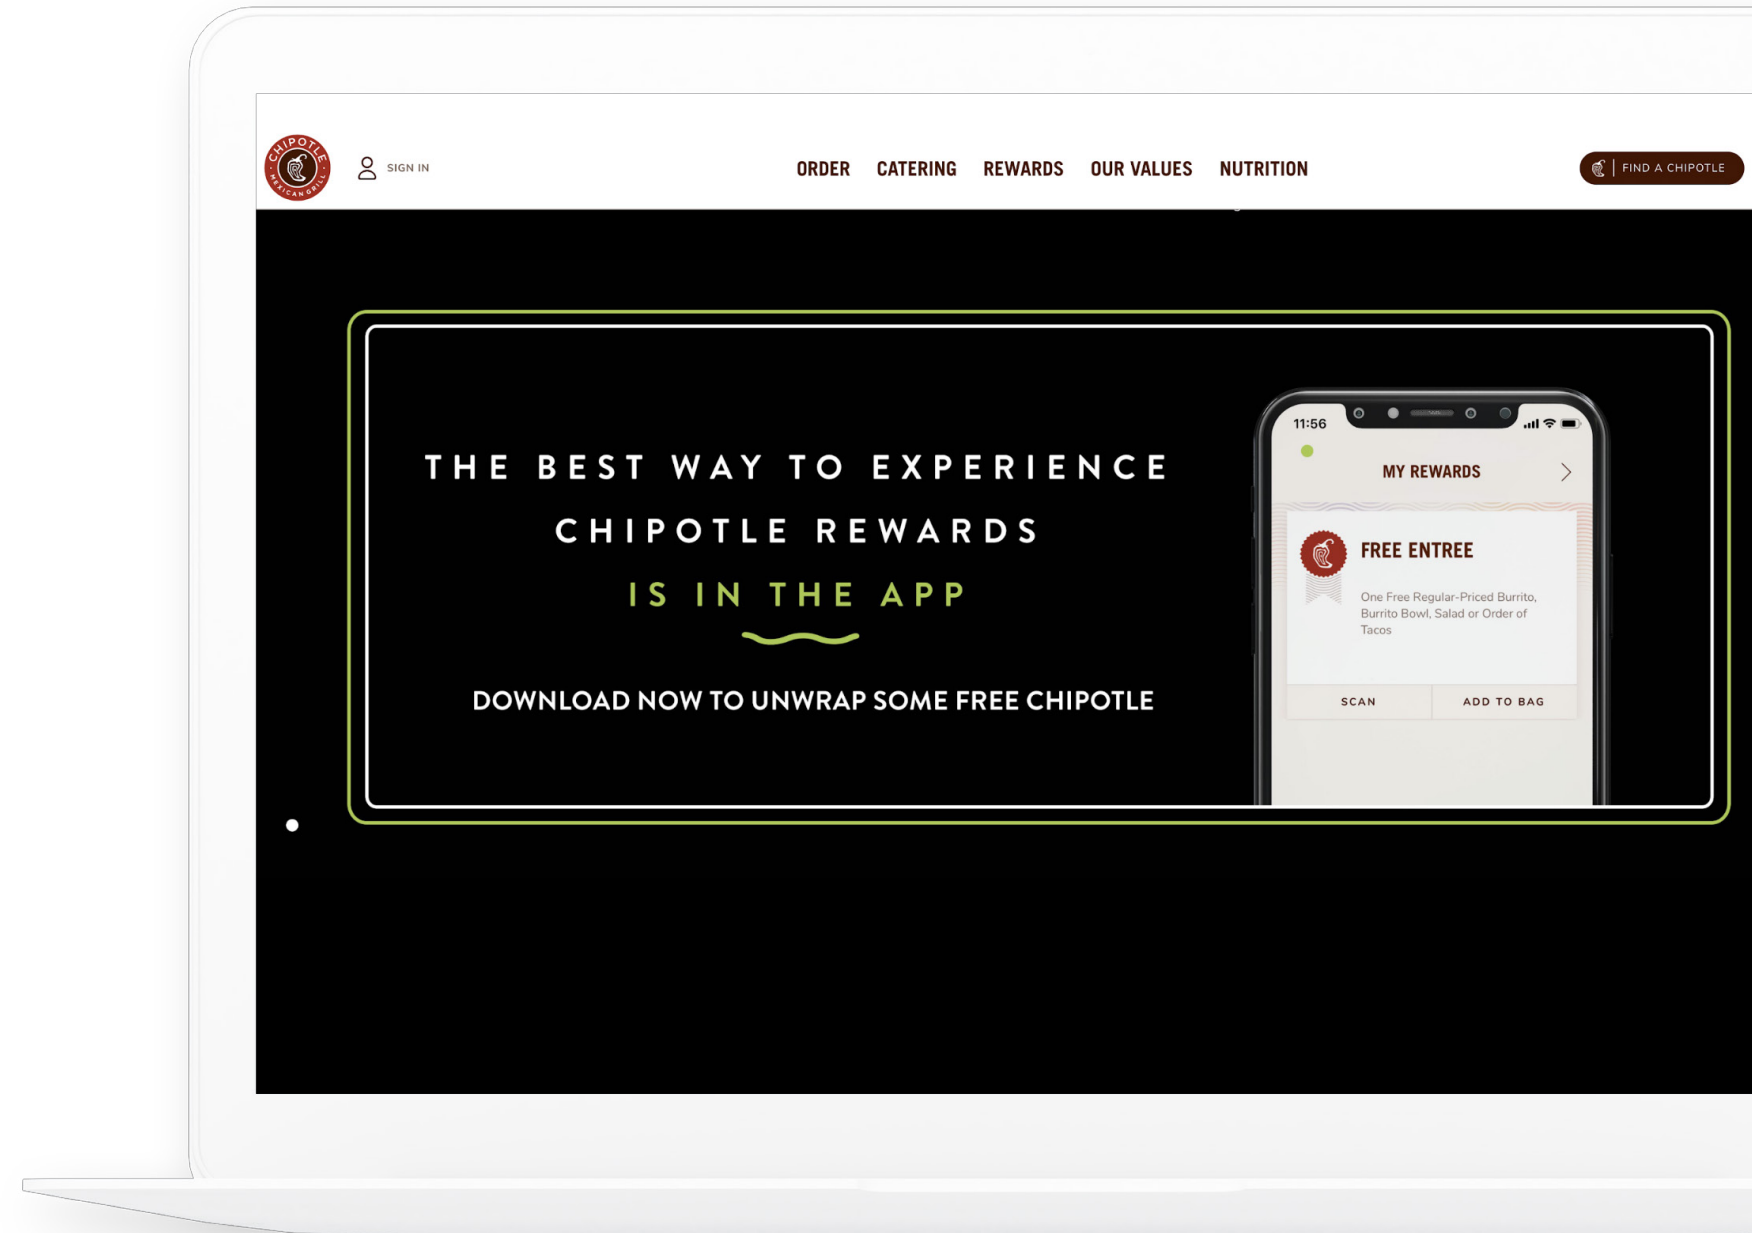 CHIPOTLE
MEXICAN GRILL
SIGN IN
ORDER CATERING REWARDS OUR VALUES NUTRITION
FIND A CHIPOTLE
THE BEST WAY TO EXPERIENCE
CHIPOTLE REWARDS
IS IN THE APP
DOWNLOAD NOW TO UNWRAP SOME FREE CHIPOTLE
11:56
MY REWARDS
FREE ENTREE
One Free Regular-Priced Burrito,
Burrito Bowl, Salad or Order of
Tacos
SCAN ADD TO BAG